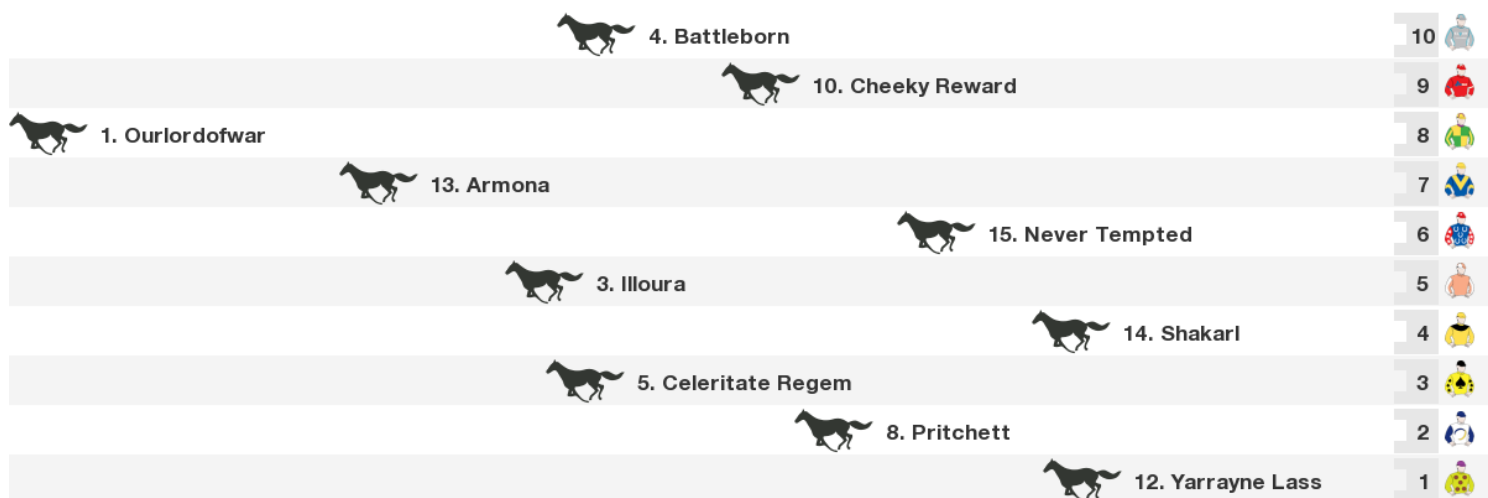 4. Battleborn 10
10. Cheeky Reward 9
1. Ourlordofwar 8
13. Armona 7
15. Never Tempted 6
3. Illoura 5
14. Shakarl 4
5. Celeritate Regem 3
8. Pritchett 2
12. Yarrayne Lass 1